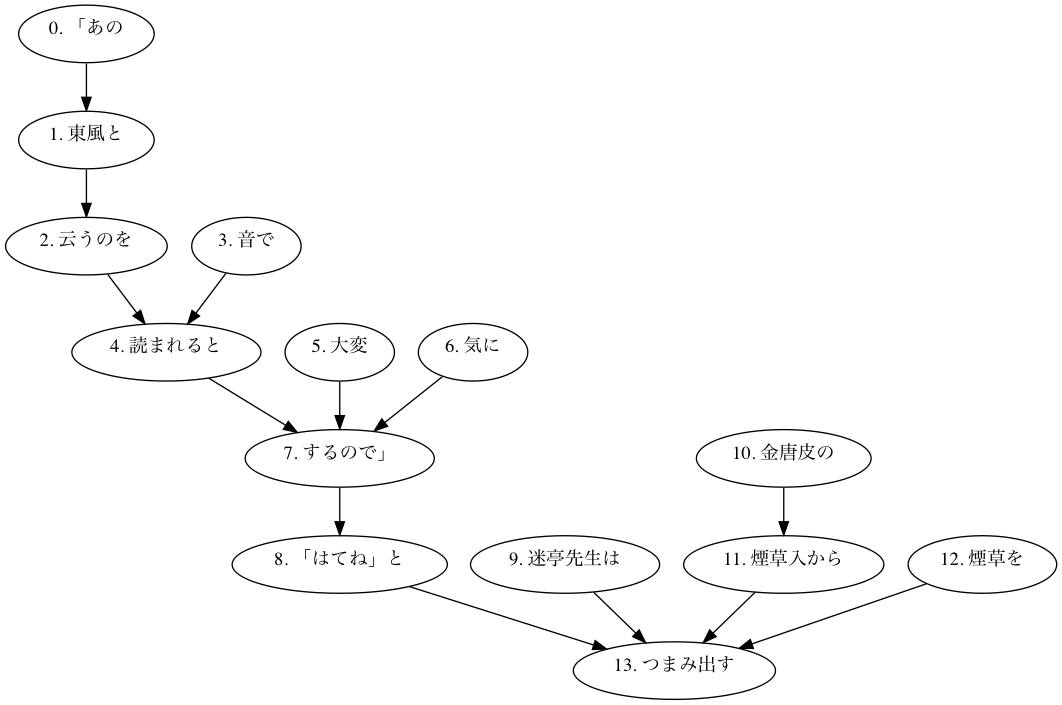 0. 「あの
1. 東風と
2. 云うのを
3. 音で
4. 読まれると
5. 大変
6. 気に
7. するので」
8. 「はてね」と
9. 迷亭先生は
10. 金唐皮の
11. 煙草入から
12. 煙草を
13. つまみ出す